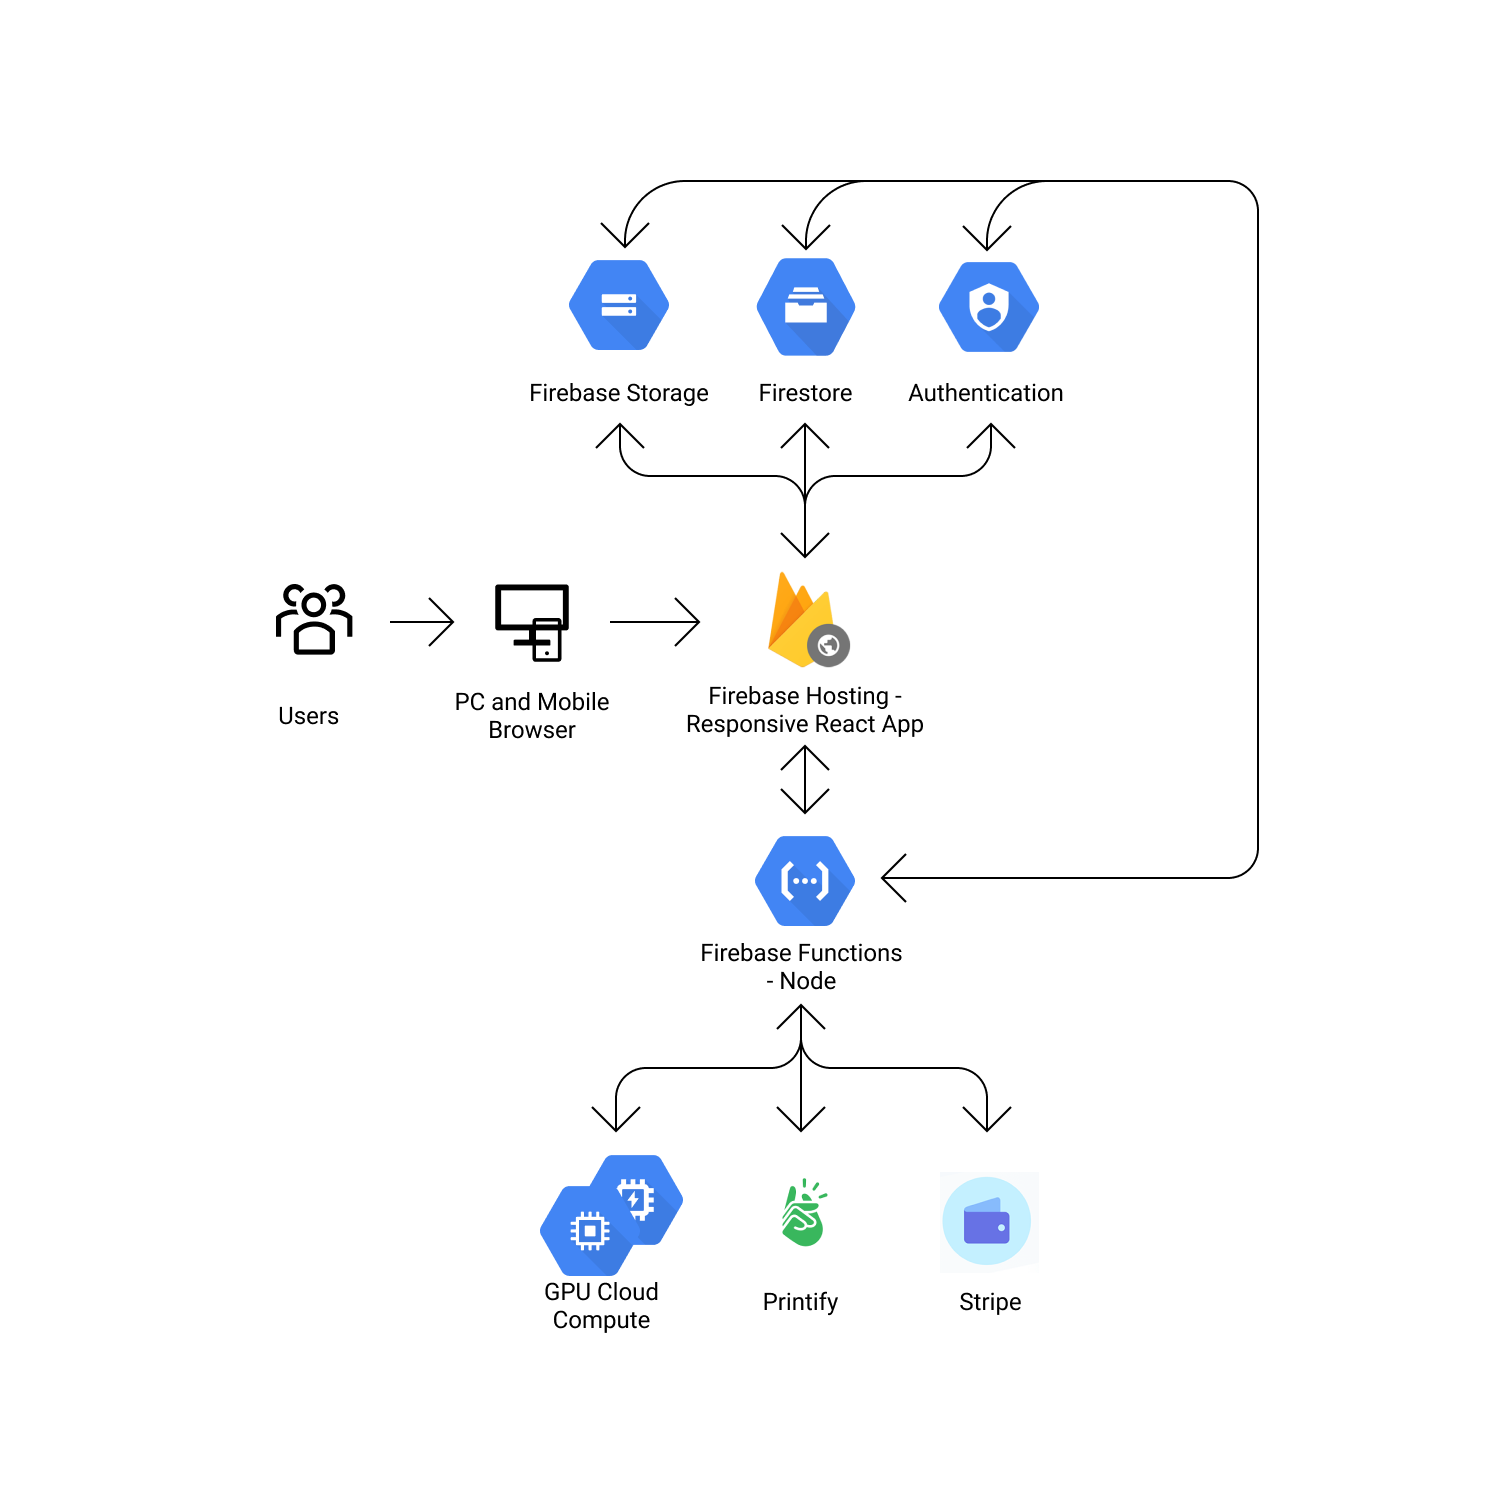 Firebase Storage
Firestore
Authentication
Users
PC and Mobile
Browser
Firebase Hosting -
Responsive React App
Firebase Functions
- Node
GPU Cloud
Compute
Printify
Stripe